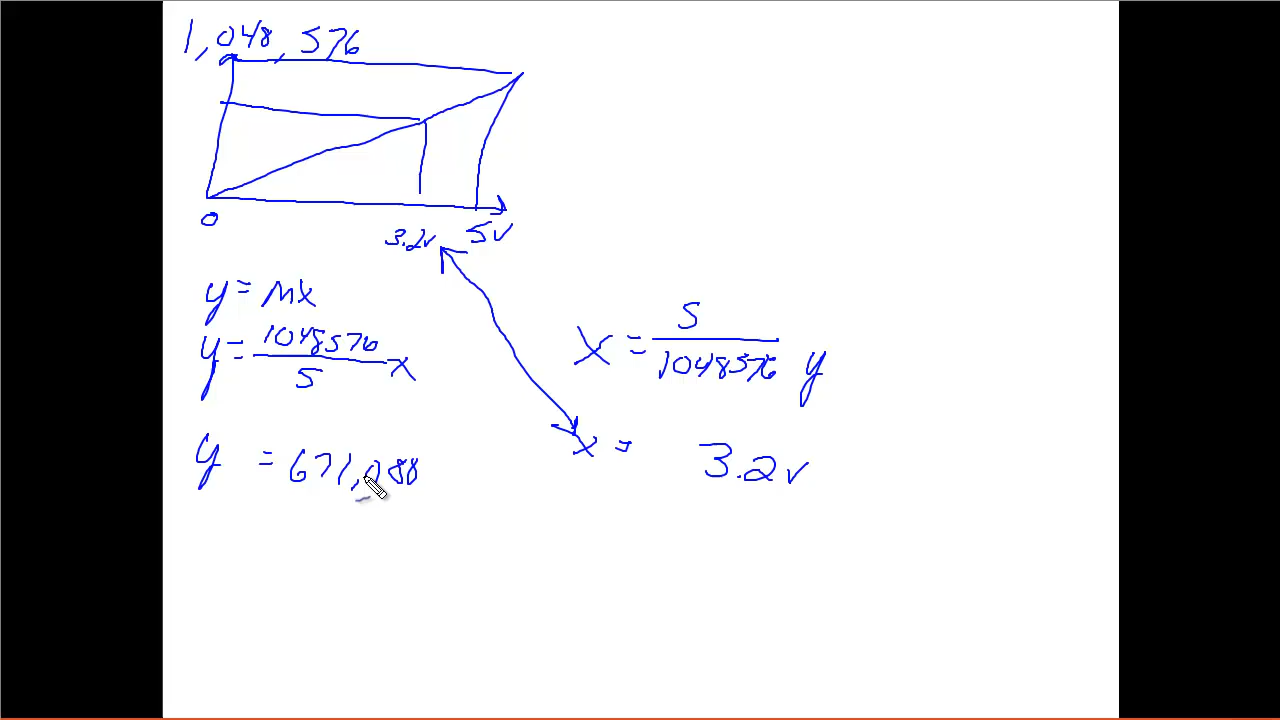 1,048,576
0
3.2v
5v
y = mx
y = 1048576/5 x
x = 5/1048576 y
y = 671,088
x = 3.2v